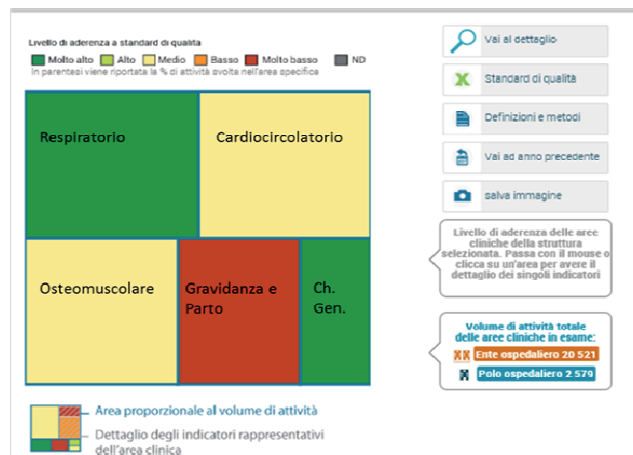 Livello di aderenza a standard di qualità
Molto alto Alto Medio Basso Molto basso ND
In parentesi viene riportata la % di attività svolta nell'area specifica
Respiratorio
Cardiocircolatorio
Osteomuscolare
Gravidanza e
Parto
Ch.
Gen.
Area proporzionale al volume di attività
Dettaglio degli indicatori rappresentativi
dell'area clinica
Vai al dettaglio
Standard di qualità
Definizioni e metodi
Vai ad anno precedente
salva immagine
Livello di aderenza delle aree
cliniche della struttura
selezionata. Passa con il mouse o
clicca su un'area per avere il
dettaglio dei singoli indicatori
Volume di attività totale
delle aree cliniche in esame:
Ente ospedaliero 20 521
Polo ospedaliero 2 579